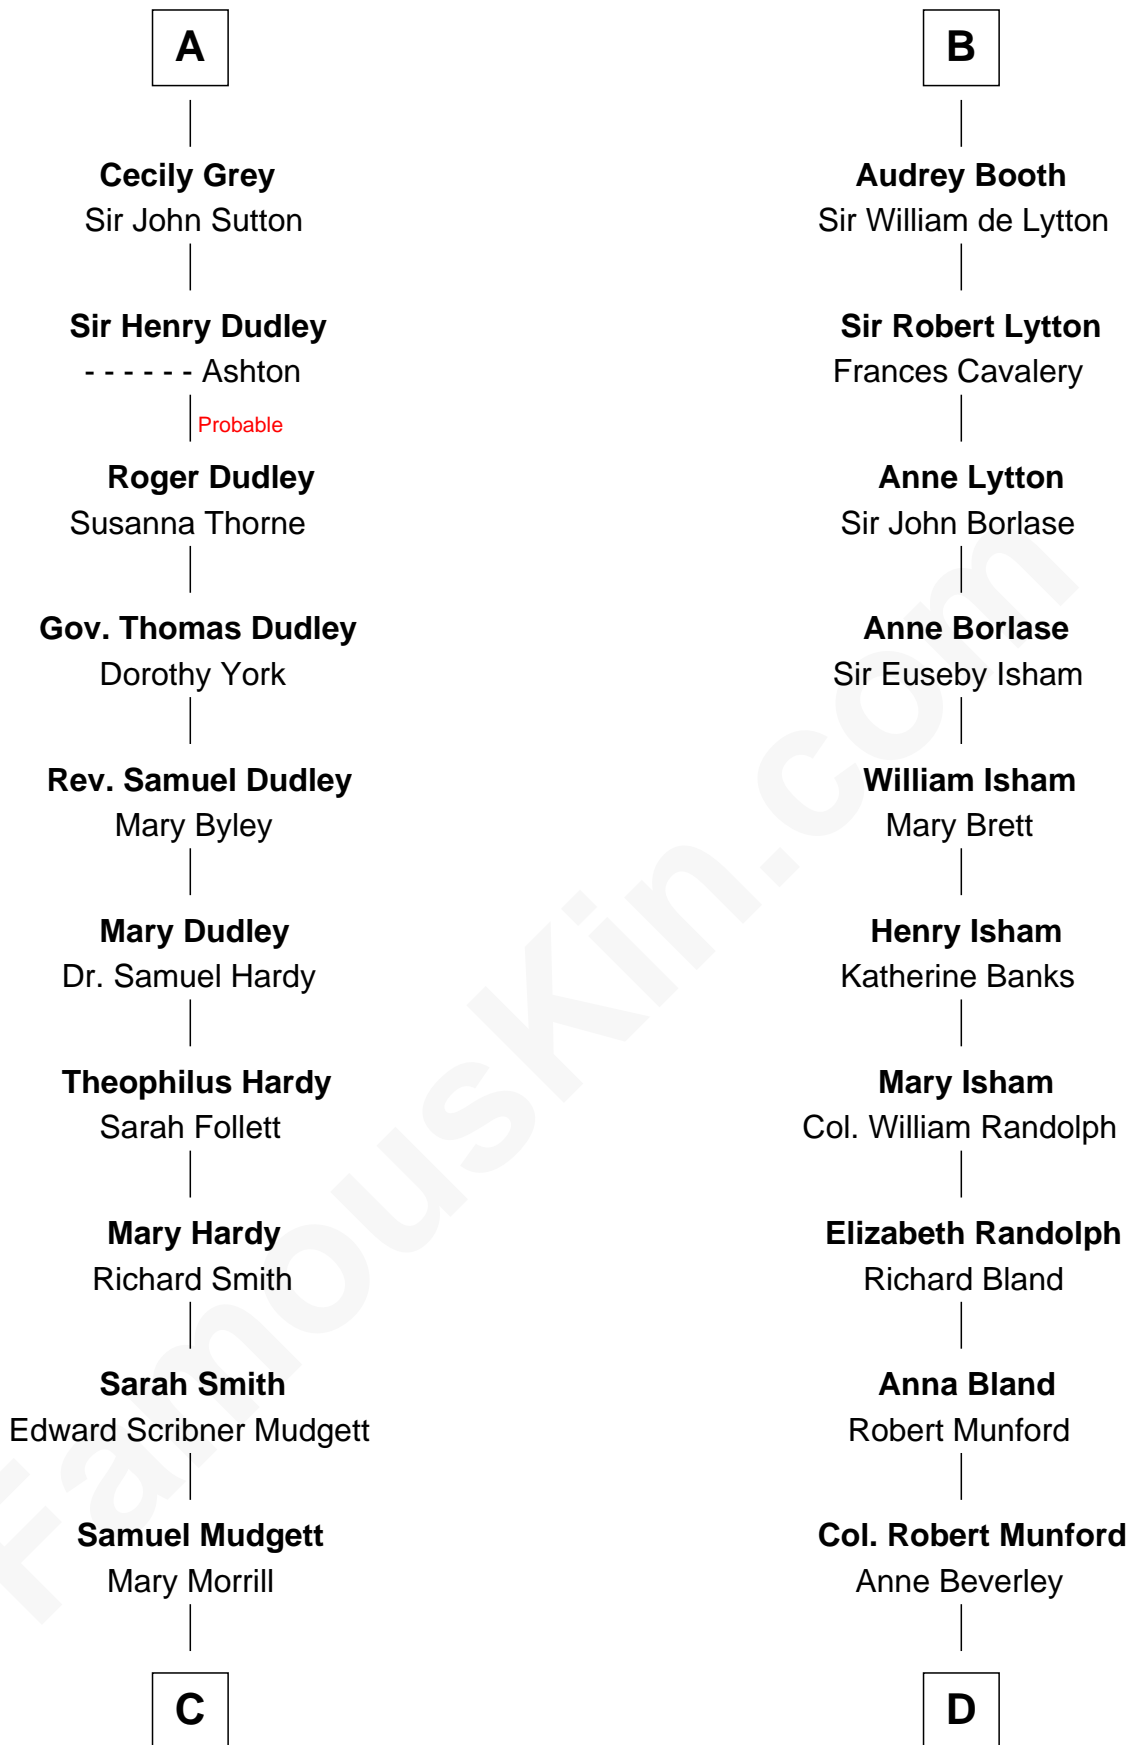 A
Cecily Grey
Sir John Sutton
Sir Henry Dudley
- - - - - - Ashton
Probable
Roger Dudley
Susanna Thorne
Gov. Thomas Dudley
Dorothy York
Rev. Samuel Dudley
Mary Byley
Mary Dudley
Dr. Samuel Hardy
Theophilus Hardy
Sarah Follett
Mary Hardy
Richard Smith
Sarah Smith
Edward Scribner Mudgett
Samuel Mudgett
Mary Morrill
C
B
Audrey Booth
Sir William de Lytton
Sir Robert Lytton
Frances Cavalery
Anne Lytton
Sir John Borlase
Anne Borlase
Sir Euseby Isham
William Isham
Mary Brett
Henry Isham
Katherine Banks
Mary Isham
Col. William Randolph
Elizabeth Randolph
Richard Bland
Anna Bland
Robert Munford
Col. Robert Munford
Anne Beverley
D
FamousKin.com